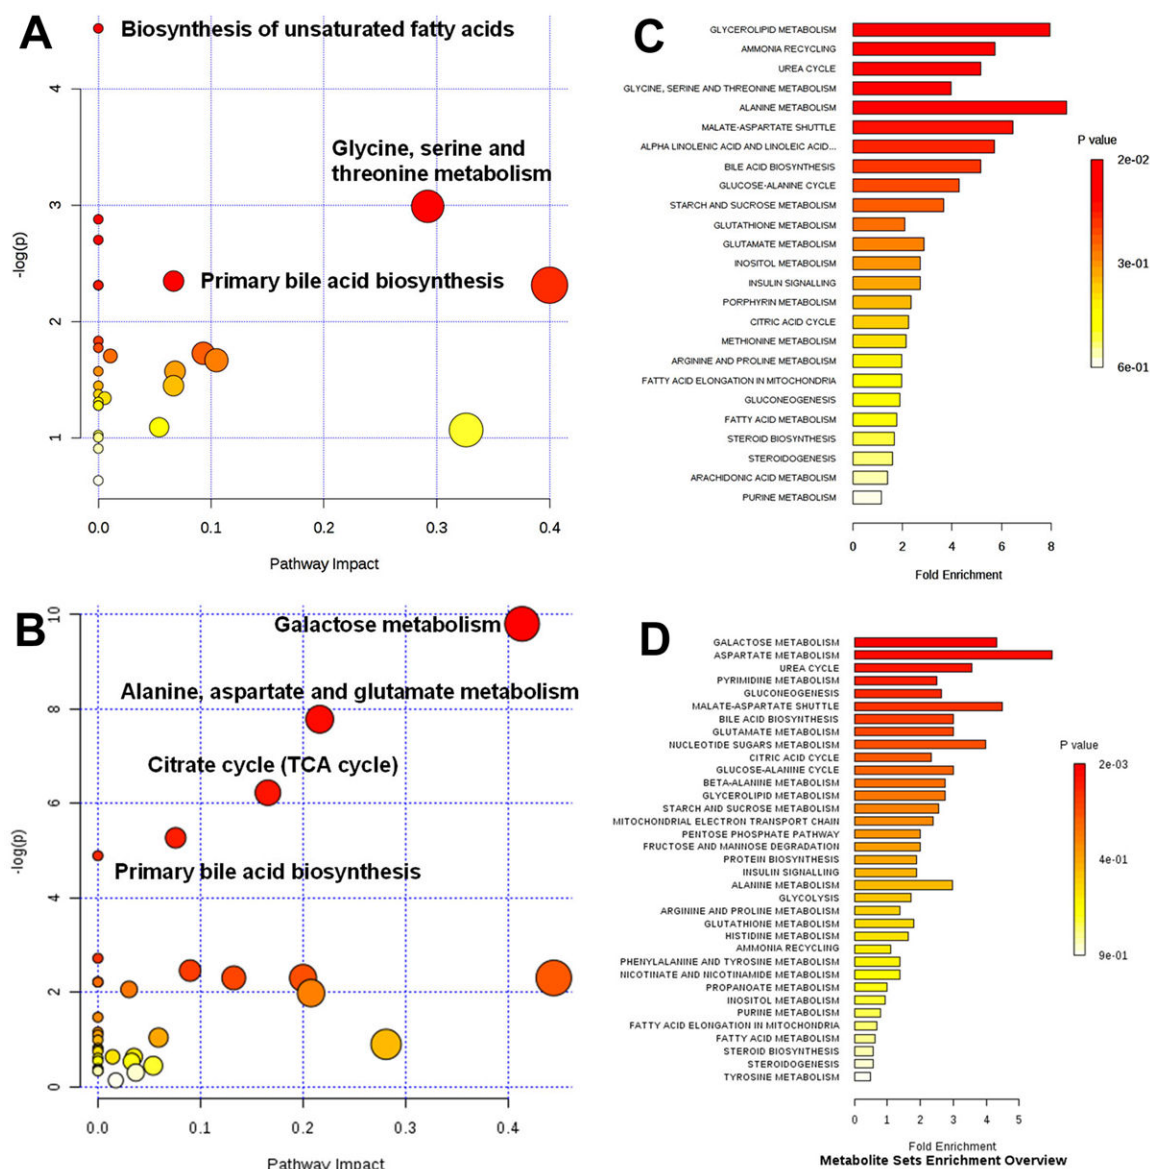 A
Biosynthesis of unsaturated fatty acids
Glycine, serine and
threonine metabolism
Primary bile acid biosynthesis
-log(p)
4
3
2
1
0.0 0.1 0.2 0.3 0.4
Pathway Impact
C
GLYCEROLIPID METABOLISM
AMMONIA RECYCLING
UREA CYCLE
GLYCINE, SERINE AND THREONINE METABOLISM
ALANINE METABOLISM
MALATE-ASPARTATE SHUTTLE
ALPHA LINOLENIC ACID AND LINOLEIC ACID...
BILE ACID BIOSYNTHESIS
GLUCOSE-ALANINE CYCLE
STARCH AND SUCROSE METABOLISM
GLUTATHIONE METABOLISM
GLUTAMATE METABOLISM
INOSITOL METABOLISM
INSULIN SIGNALLING
PORPHYRIN METABOLISM
CITRIC ACID CYCLE
METHIONINE METABOLISM
ARGININE AND PROLINE METABOLISM
FATTY ACID ELONGATION IN MITOCHONDRIA
GLUCONEOGENESIS
FATTY ACID METABOLISM
STEROID BIOSYNTHESIS
STEROIDOGENESIS
ARACHIDONIC ACID METABOLISM
PURINE METABOLISM
0 2 4 6 8
Fold Enrichment
P value
2e-02
3e-01
6e-01
B
Galactose metabolism
Alanine, aspartate and glutamate metabolism
Citrate cycle (TCA cycle)
Primary bile acid biosynthesis
-log(p)
10
8
6
4
2
0
0.0 0.1 0.2 0.3 0.4
Pathway Impact
D
GALACTOSE METABOLISM
ASPARTATE METABOLISM
UREA CYCLE
PYRIMIDINE METABOLISM
GLUCONEOGENESIS
MALATE-ASPARTATE SHUTTLE
BILE ACID BIOSYNTHESIS
GLUTAMATE METABOLISM
NUCLEOTIDE SUGARS METABOLISM
CITRIC ACID CYCLE
GLUCOSE-ALANINE CYCLE
BETA-ALANINE METABOLISM
GLYCEROLIPID METABOLISM
STARCH AND SUCROSE METABOLISM
MITOCHONDRIAL ELECTRON TRANSPORT CHAIN
PENTOSE PHOSPHATE PATHWAY
FRUCTOSE AND MANNOSE DEGRADATION
PROTEIN BIOSYNTHESIS
INSULIN SIGNALLING
ALANINE METABOLISM
GLYCOLYSIS
ARGININE AND PROLINE METABOLISM
GLUTATHIONE METABOLISM
HISTIDINE METABOLISM
AMMONIA RECYCLING
PHENYLALANINE AND TYROSINE METABOLISM
NICOTINATE AND NICOTINAMIDE METABOLISM
PROPANOATE METABOLISM
INOSITOL METABOLISM
PURINE METABOLISM
FATTY ACID ELONGATION IN MITOCHONDRIA
FATTY ACID METABOLISM
STEROID BIOSYNTHESIS
STEROIDOGENESIS
TYROSINE METABOLISM
0 1 2 3 4 5
Fold Enrichment
Metabolite Sets Enrichment Overview
P value
2e-03
4e-01
9e-01